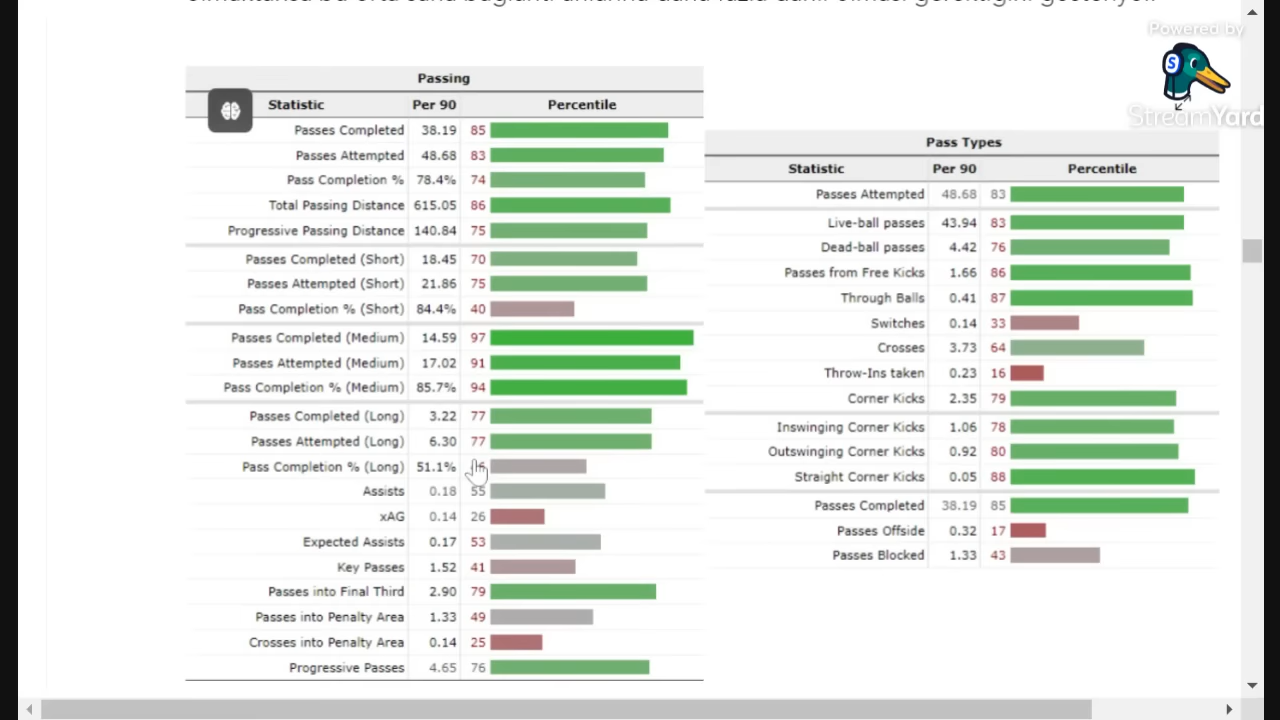 Powered by
StreamYard
Passing
Statistic Per 90 Percentile
Passes Completed 38.19 85
Passes Attempted 48.68 83
Pass Completion % 78.4% 74
Total Passing Distance 615.05 86
Progressive Passing Distance 140.84 75
Passes Completed (Short) 18.45 70
Passes Attempted (Short) 21.86 75
Pass Completion % (Short) 84.4% 40
Passes Completed (Medium) 14.59 97
Passes Attempted (Medium) 17.02 91
Pass Completion % (Medium) 85.7% 94
Passes Completed (Long) 3.22 77
Passes Attempted (Long) 6.30 77
Pass Completion % (Long) 51.1%
Assists 0.18 55
xAG 0.14 26
Expected Assists 0.17 53
Key Passes 1.52 41
Passes into Final Third 2.90 79
Passes into Penalty Area 1.33 49
Crosses into Penalty Area 0.14 25
Progressive Passes 4.65 76
Pass Types
Statistic Per 90 Percentile
Passes Attempted 48.68 83
Live-ball passes 43.94 83
Dead-ball passes 4.42 76
Passes from Free Kicks 1.66 86
Through Balls 0.41 87
Switches 0.14 33
Crosses 3.73 64
Throw-Ins taken 0.23 16
Corner Kicks 2.35 79
Inswinging Corner Kicks 1.06 78
Outswinging Corner Kicks 0.92 80
Straight Corner Kicks 0.05 88
Passes Completed 38.19 85
Passes Offside 0.32 17
Passes Blocked 1.33 43